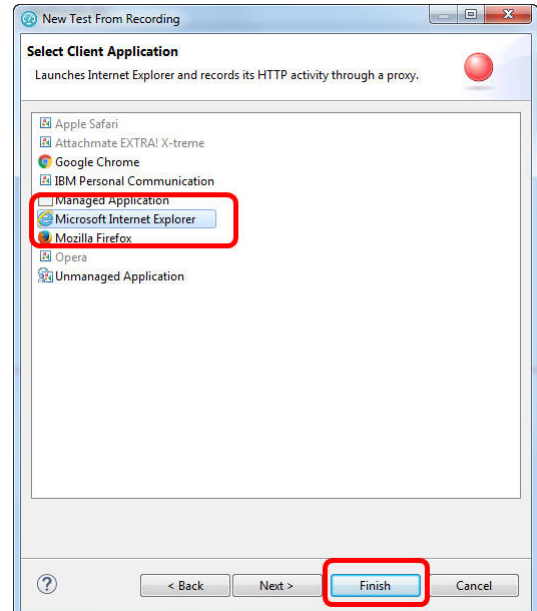 New Test From Recording
Select Client Application
Launches Internet Explorer and records its HTTP activity through a proxy.
Apple Safari
Attachmate EXTRA! X-treme
Google Chrome
IBM Personal Communication
Managed Application
Microsoft Internet Explorer
Mozilla Firefox
Opera
Unmanaged Application
? < Back Next > Finish Cancel